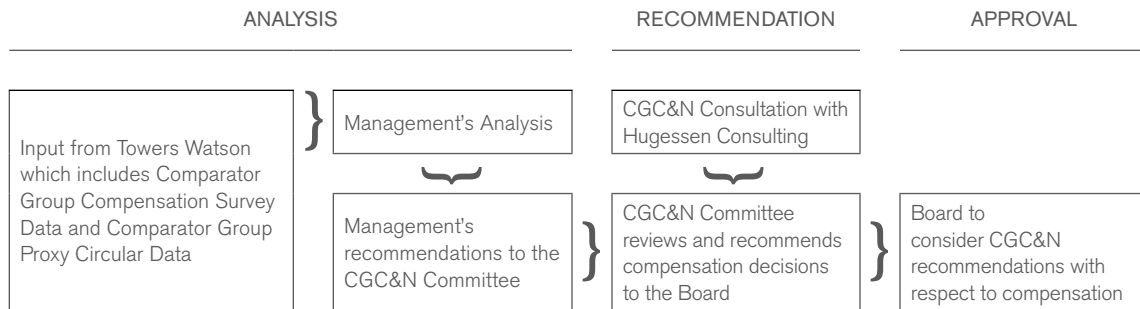 ANALYSIS
RECOMMENDATION
APPROVAL
Input from Towers Watson
which includes Comparator
Group Compensation Survey
Data and Comparator Group
Proxy Circular Data
Management's Analysis
Management's
recommendations to the
CGC&N Committee
CGC&N Consultation with
Hugessen Consulting
CGC&N Committee
reviews and recommends
compensation decisions
to the Board
Board to
consider CGC&N
recommendations with
respect to compensation